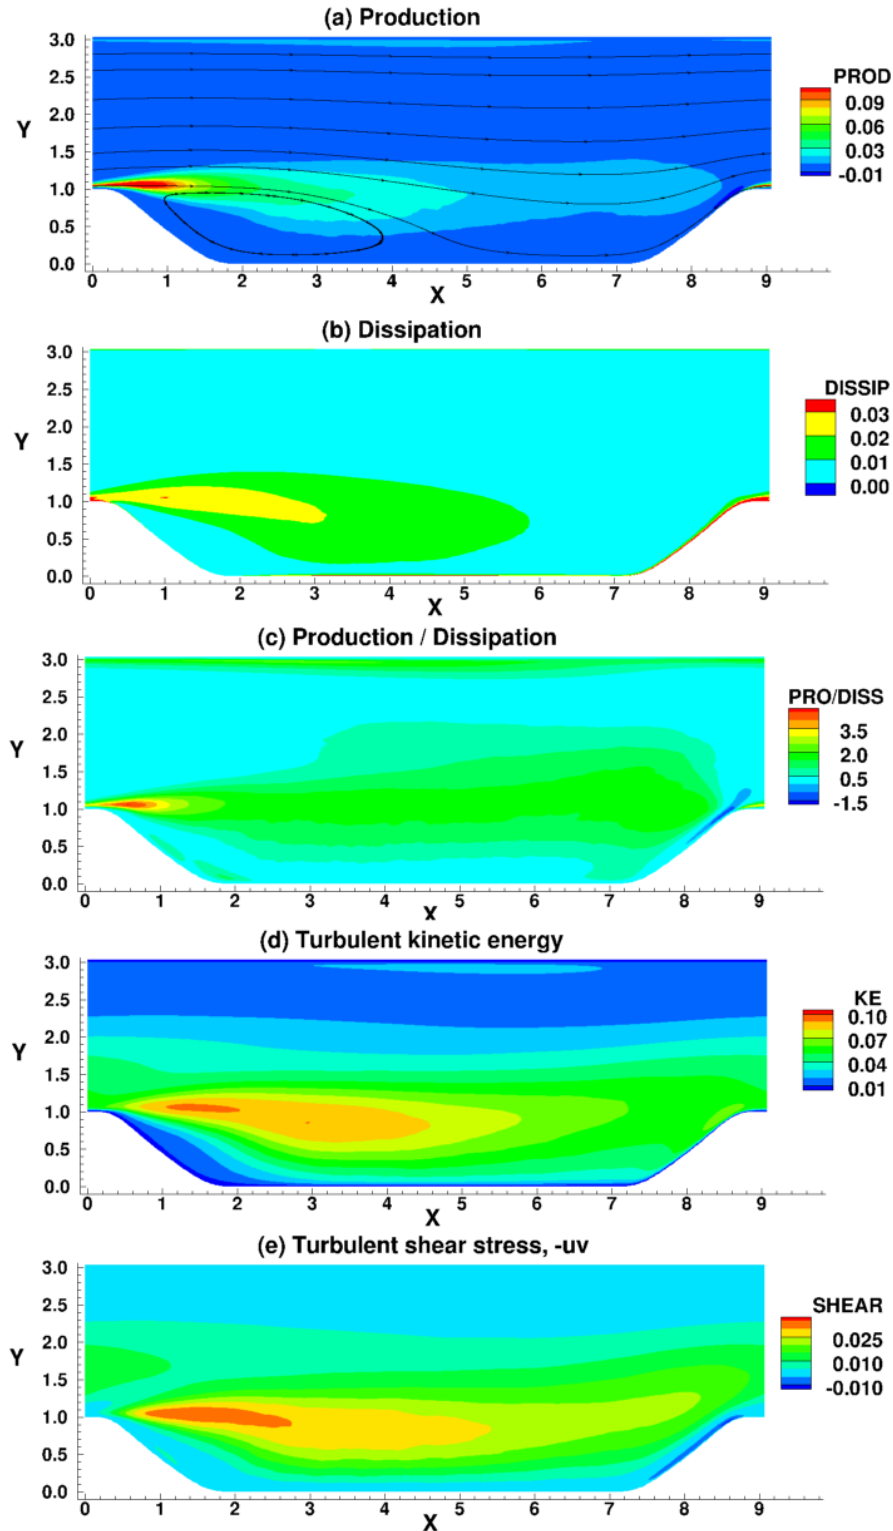 (a) Production
3.0
2.5
2.0
1.5
1.0
0.5
0.0
Y
0 1 2 3 4 5 6 7 8 9
X
PROD
0.09
0.06
0.03
-0.01
(b) Dissipation
3.0
2.5
2.0
1.5
1.0
0.5
0.0
Y
0 1 2 3 4 5 6 7 8 9
X
DISSIP
0.03
0.02
0.01
0.00
(c) Production / Dissipation
3.0
2.5
2.0
1.5
1.0
0.5
0.0
Y
0 1 2 3 4 5 6 7 8 9
X
PRO/DISS
3.5
2.0
0.5
-1.5
(d) Turbulent kinetic energy
3.0
2.5
2.0
1.5
1.0
0.5
0.0
Y
0 1 2 3 4 5 6 7 8 9
X
KE
0.10
0.07
0.04
0.01
(e) Turbulent shear stress, -uv
3.0
2.5
2.0
1.5
1.0
0.5
0.0
Y
0 1 2 3 4 5 6 7 8 9
X
SHEAR
0.025
0.010
-0.010